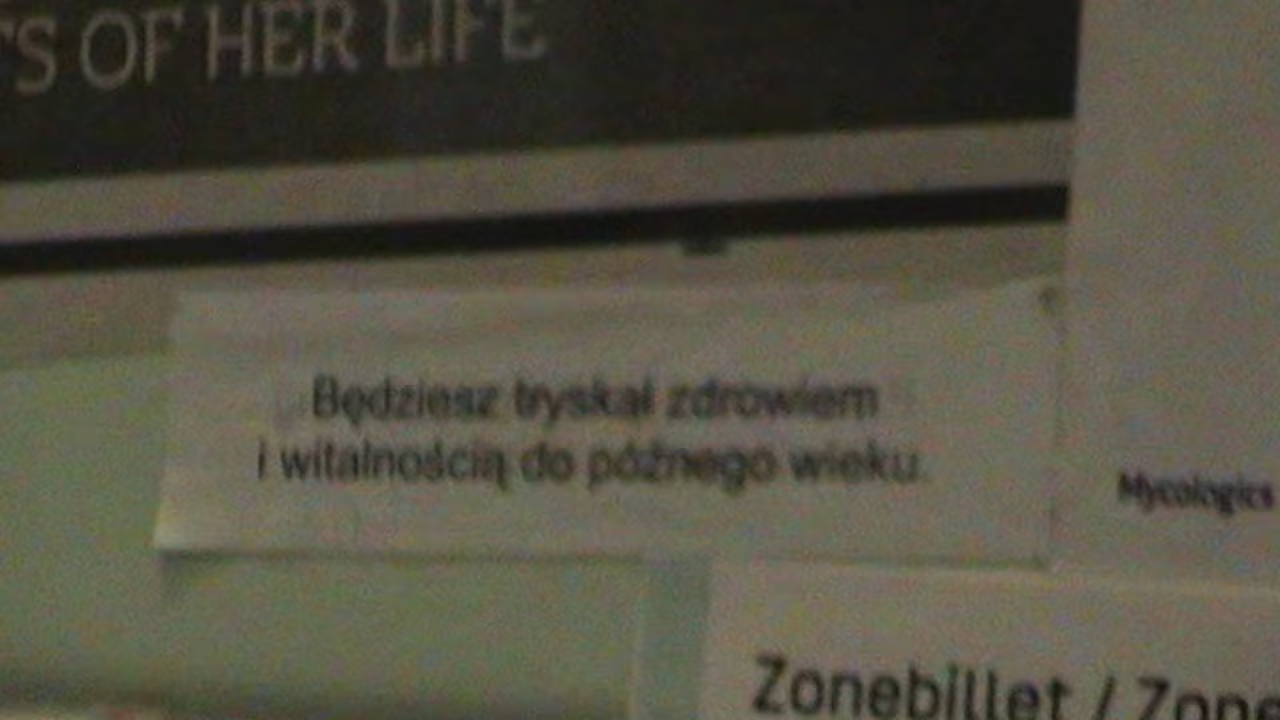 OF HER LIFE
Będziesz tryskał zdrowiem
i witalnością do późnego wieku.
Mycologics
Zonebillet / Zone